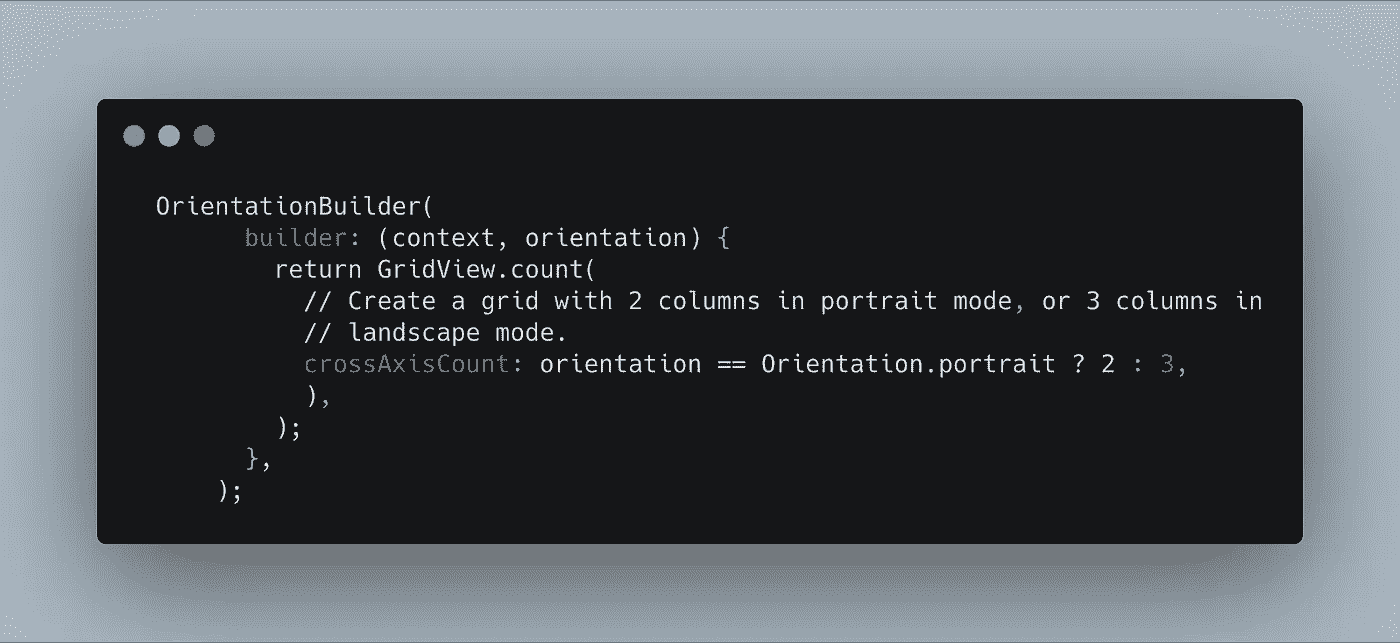 OrientationBuilder(
builder: (context, orientation) {
return GridView.count(
// Create a grid with 2 columns in portrait mode, or 3 columns in
// landscape mode.
crossAxisCount: orientation == Orientation.portrait ? 2 : 3,
),
);
},
);